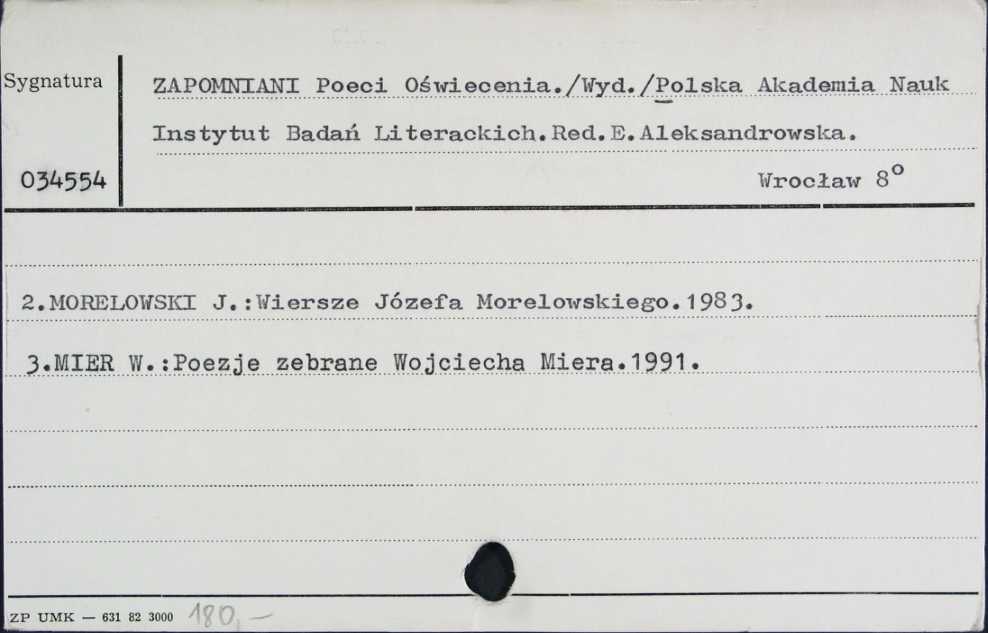 Sygnatura
ZAPOMNIANI Poeci Oświecenia./Wyd./Polska Akademia Nauk
Instytut Badań Literackich.Red.E.Aleksandrowska.
034554
Wrocław 8°
2.MORELOWSKI J.:Wiersze Józefa Morelowskiego.1983.
3.MIER W.:Poezje zebrane Wojciecha Miera.1991.
ZP UMK — 631 82 3000 180,—